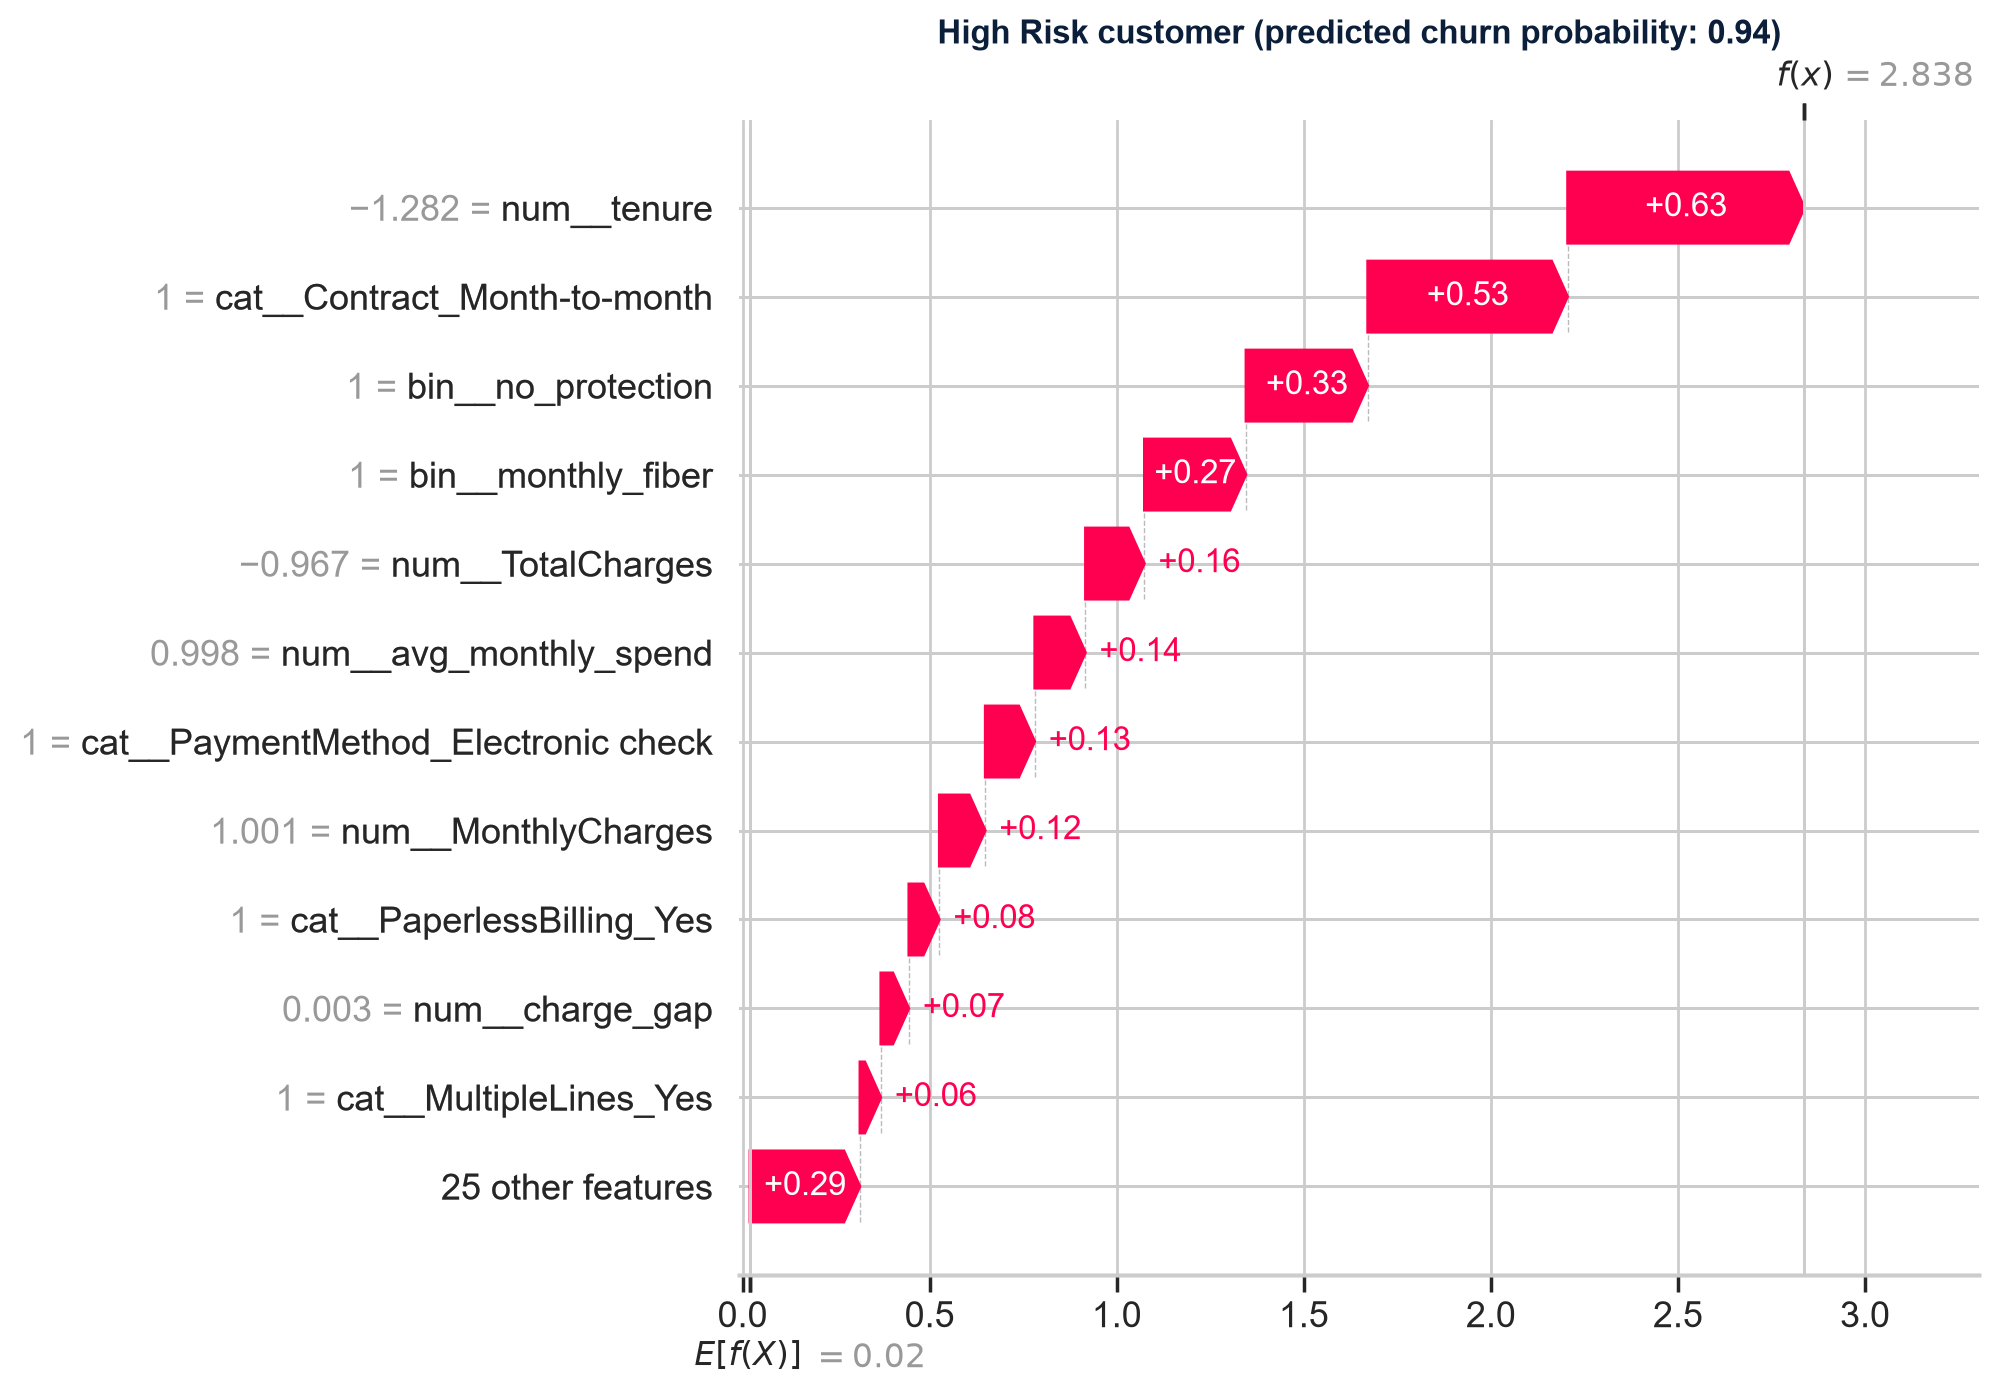 High Risk customer (predicted churn probability: 0.94)
f(x) = 2.838
−1.282 = num__tenure +0.63
1 = cat__Contract_Month-to-month +0.53
1 = bin__no_protection +0.33
1 = bin__monthly_fiber +0.27
−0.967 = num__TotalCharges +0.16
0.998 = num__avg_monthly_spend +0.14
1 = cat__PaymentMethod_Electronic check +0.13
1.001 = num__MonthlyCharges +0.12
1 = cat__PaperlessBilling_Yes +0.08
0.003 = num__charge_gap +0.07
1 = cat__MultipleLines_Yes +0.06
25 other features +0.29
0.0 0.5 1.0 1.5 2.0 2.5 3.0
E[f(X)] = 0.02